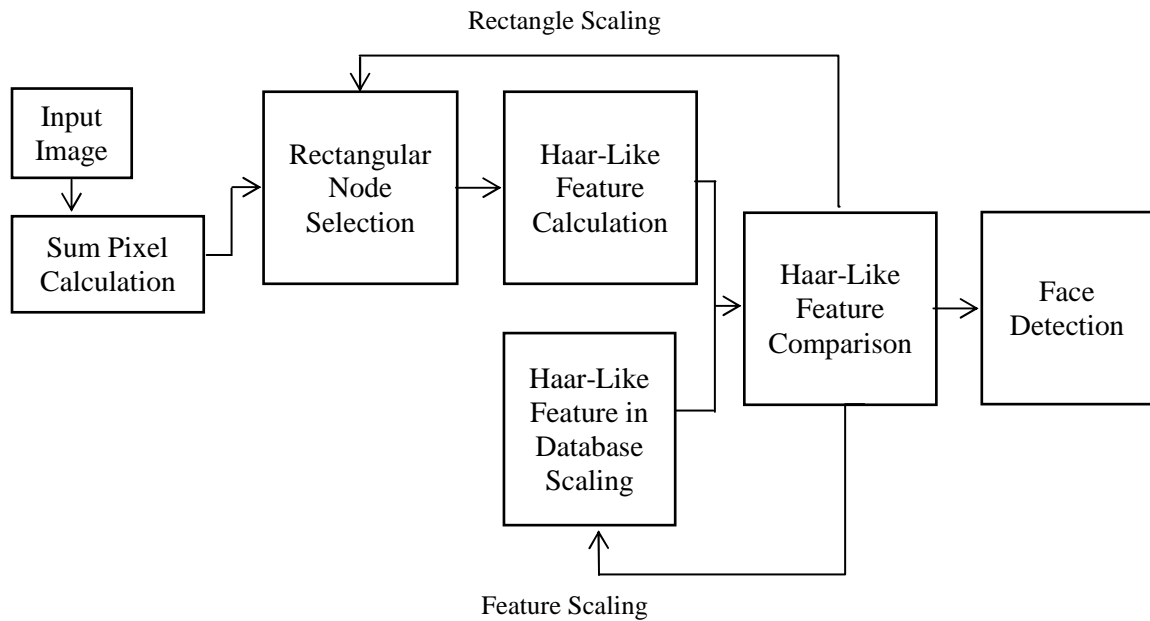 Rectangle Scaling
Input
Image
Sum Pixel
Calculation
Rectangular
Node
Selection
Haar-Like
Feature
Calculation
Haar-Like
Feature in
Database
Scaling
Haar-Like
Feature
Comparison
Face
Detection
Feature Scaling